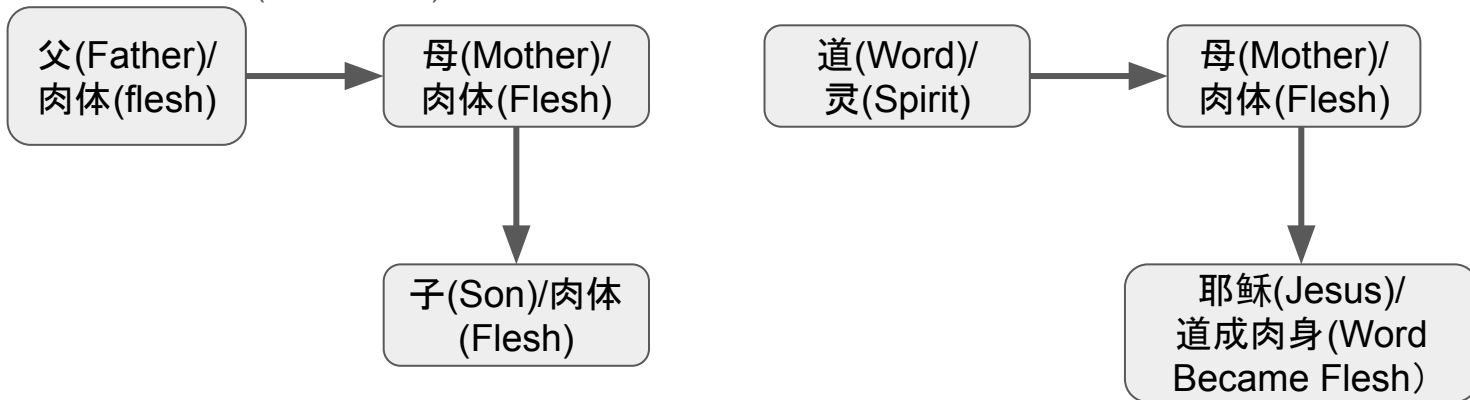 父(Father)/
肉体(flesh)
母(Mother)/
肉体(Flesh)
道(Word)/
灵(Spirit)
母(Mother)/
肉体(Flesh)
子(Son)/肉体
(Flesh)
耶稣(Jesus)/
道成肉身(Word
Became Flesh）